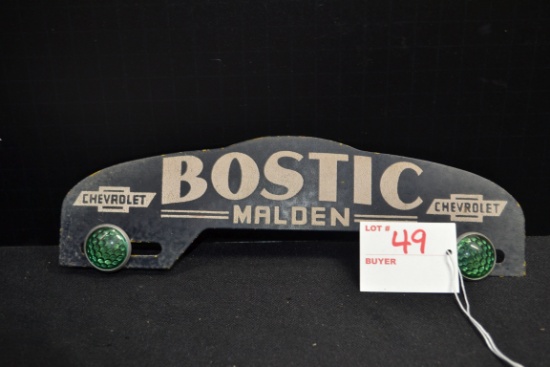 BOSTIC
CHEVROLET
CHEVROLET
MALDEN
LOT # 49
BUYER